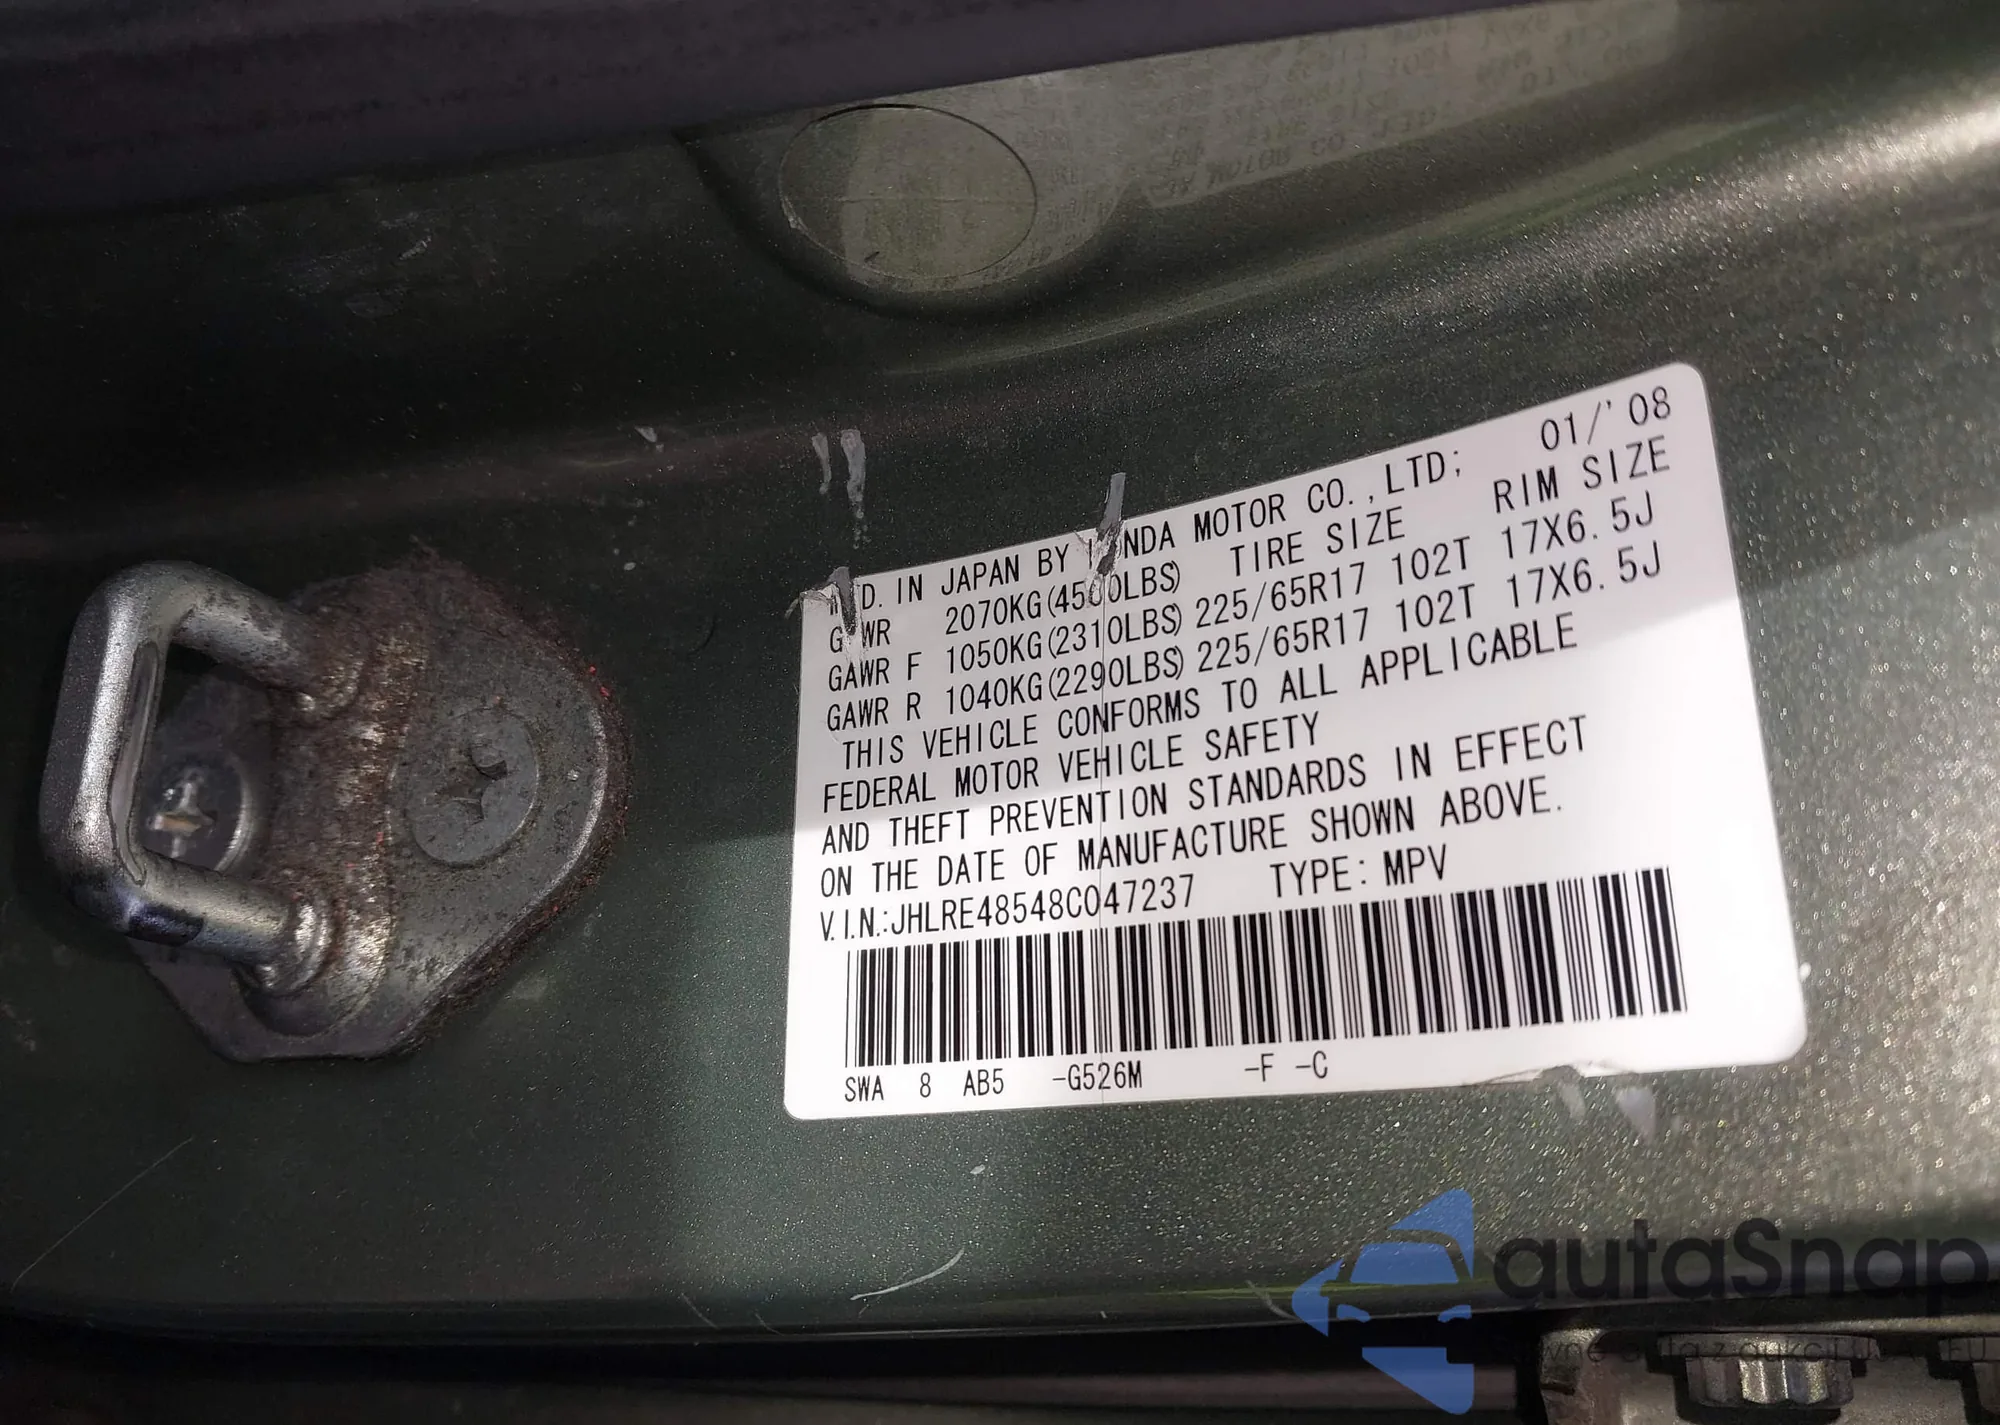 MFD. IN JAPAN BY HONDA MOTOR CO.,LTD; 01/'08
GVWR 2070KG(4560LBS) TIRE SIZE RIM SIZE
GAWR F 1050KG(2310LBS) 225/65R17 102T 17X6.5J
GAWR R 1040KG(2290LBS) 225/65R17 102T 17X6.5J
THIS VEHICLE CONFORMS TO ALL APPLICABLE
FEDERAL MOTOR VEHICLE SAFETY
AND THEFT PREVENTION STANDARDS IN EFFECT
ON THE DATE OF MANUFACTURE SHOWN ABOVE.
V.I.N.:JHLRE48548C047237 TYPE: MPV
SWA 8 AB5 -G526M -F -C
autaSnap